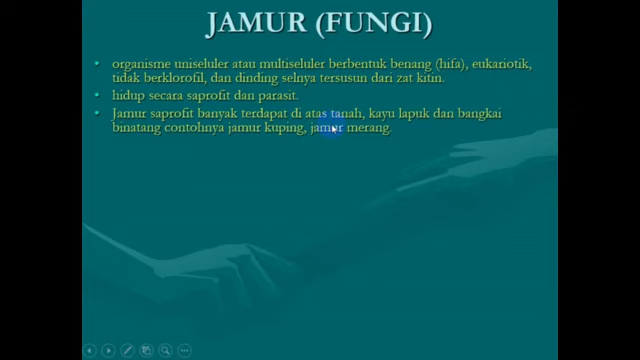 JAMUR (FUNGI)
• organisme uniseluler atau multiseluler berbentuk benang (hifa), eukariotik,
tidak berklorofil, dan dinding selnya tersusun dari zat kitin.
• hidup secara saprofit dan parasit.
• Jamur saprofit banyak terdapat di atas tanah, kayu lapuk dan bangkai
binatang contohnya jamur kuping, jamur merang.